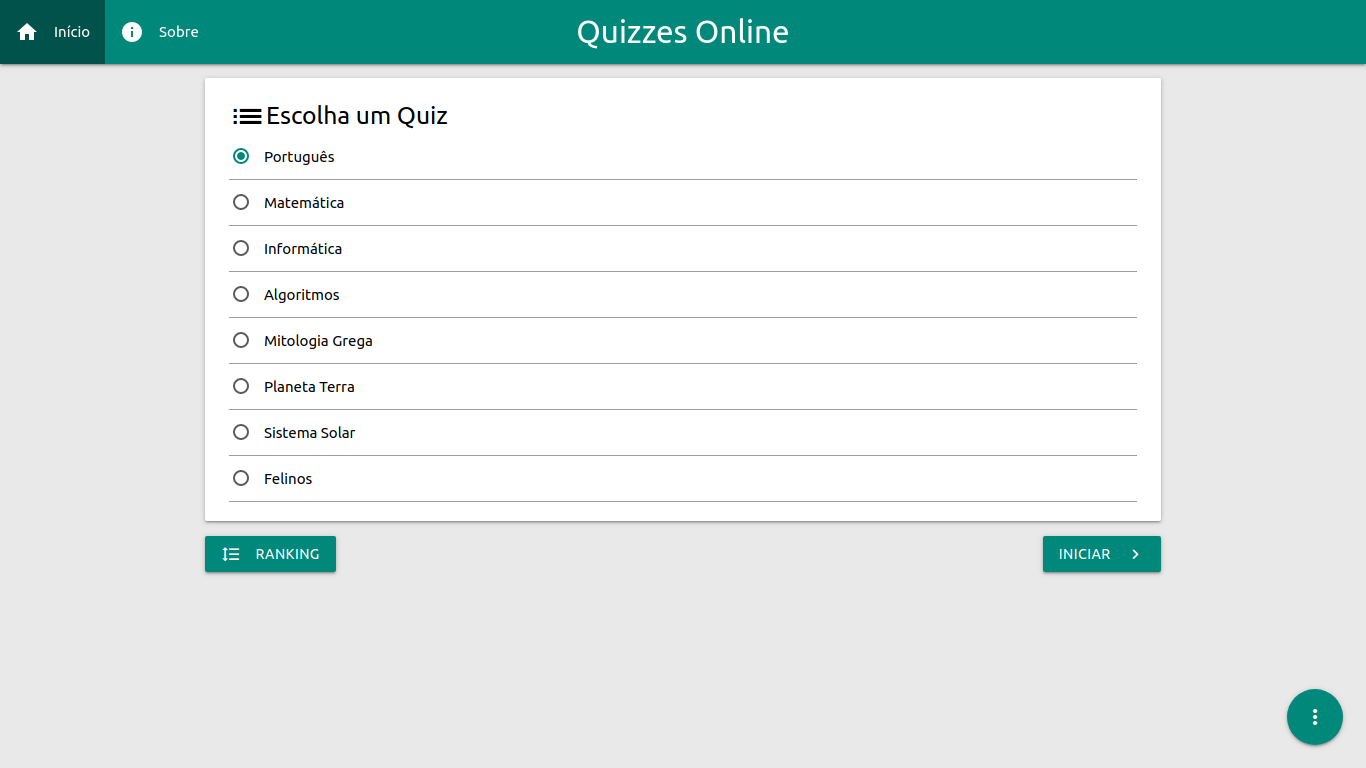 Início
Sobre
Quizzes Online
Escolha um Quiz
Português
Matemática
Informática
Algoritmos
Mitologia Grega
Planeta Terra
Sistema Solar
Felinos
RANKING
INICIAR